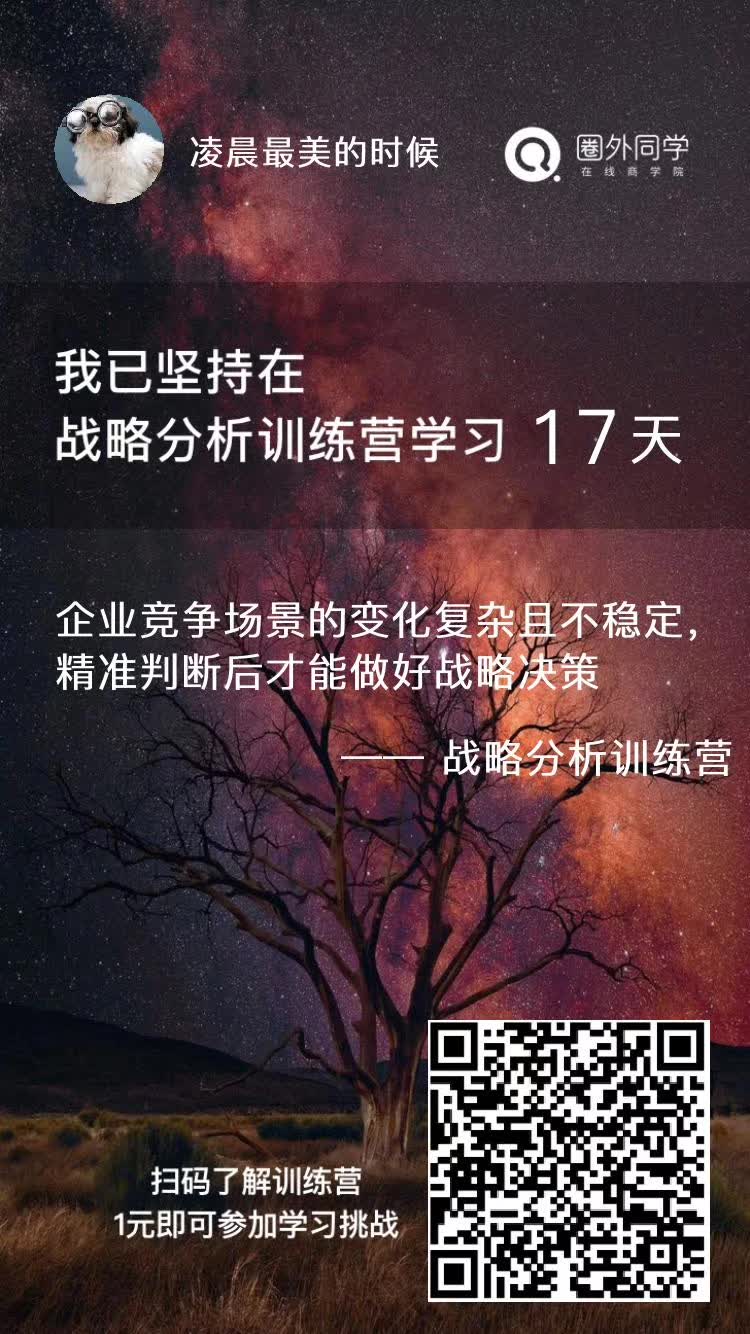 凌晨最美的时候
圈外同学
在线商学院
我已坚持在
战略分析训练营学习 17天
企业竞争场景的变化复杂且不稳定,
精准判断后才能做好战略决策
—— 战略分析训练营
扫码了解训练营
1元即可参加学习挑战